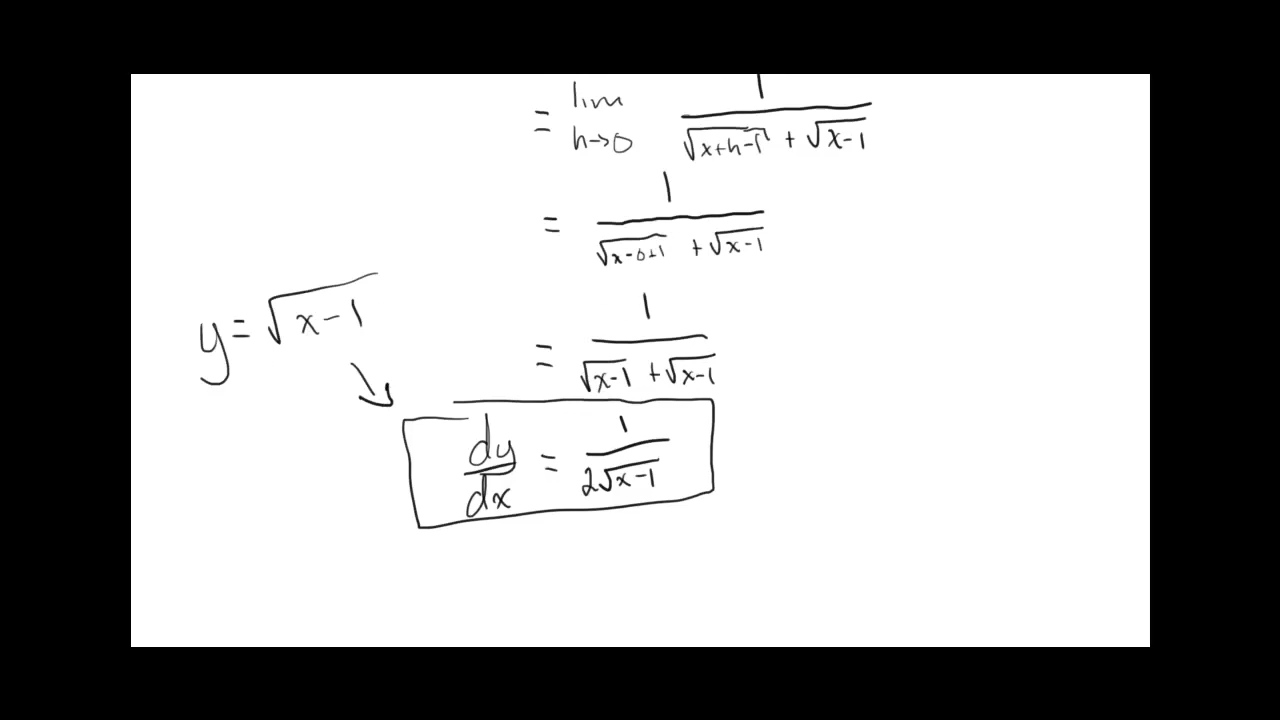 = lim h→0 1/(√(x+h-1) + √(x-1))
= 1/(√(x-0+1) + √(x-1))
y = √(x-1)
= 1/(√(x-1) + √(x-1))
dy/dx = 1/(2√(x-1))